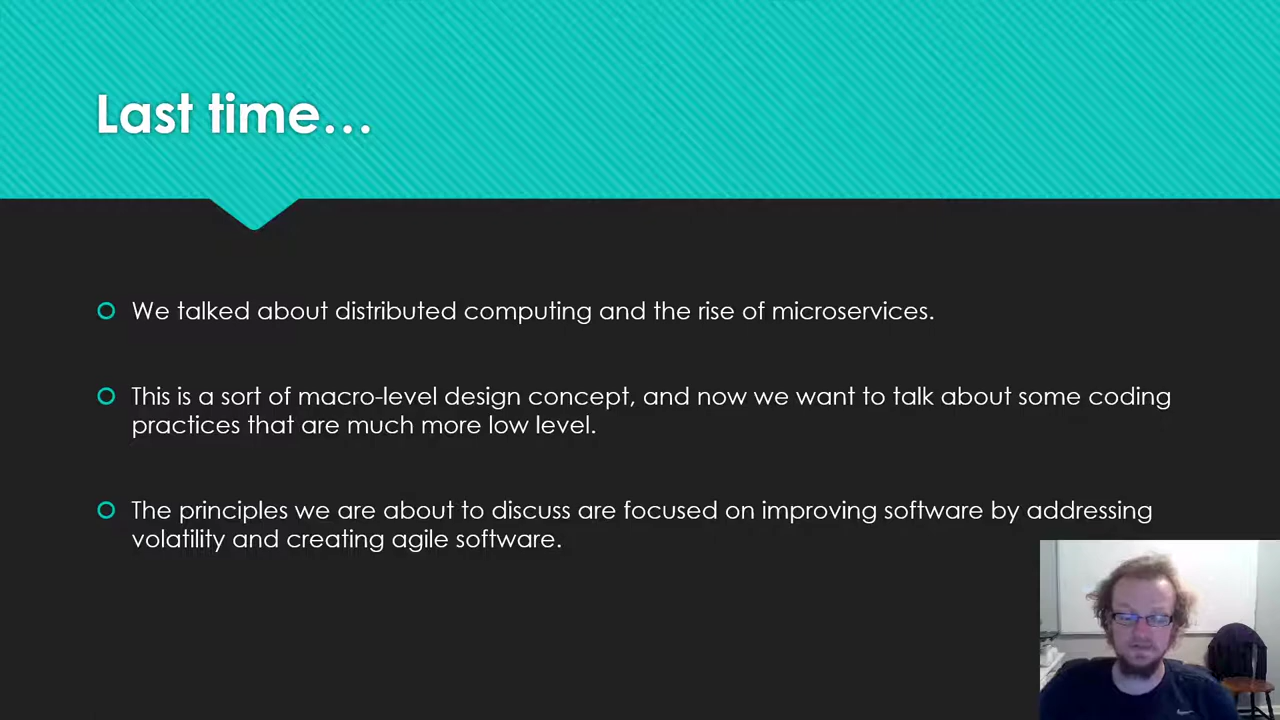 Last time...
We talked about distributed computing and the rise of microservices.
This is a sort of macro-level design concept, and now we want to talk about some coding
practices that are much more low level.
The principles we are about to discuss are focused on improving software by addressing
volatility and creating agile software.